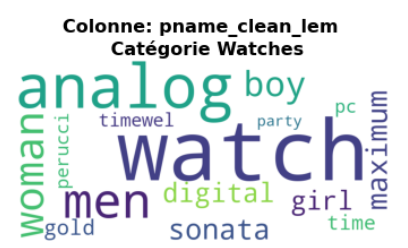 Colonne: pname_clean_lem
Catégorie Watches
analog
boy
pc
maximum
timewel
party
woman
perucci
watch
men
digital
girl
gold
sonata
time